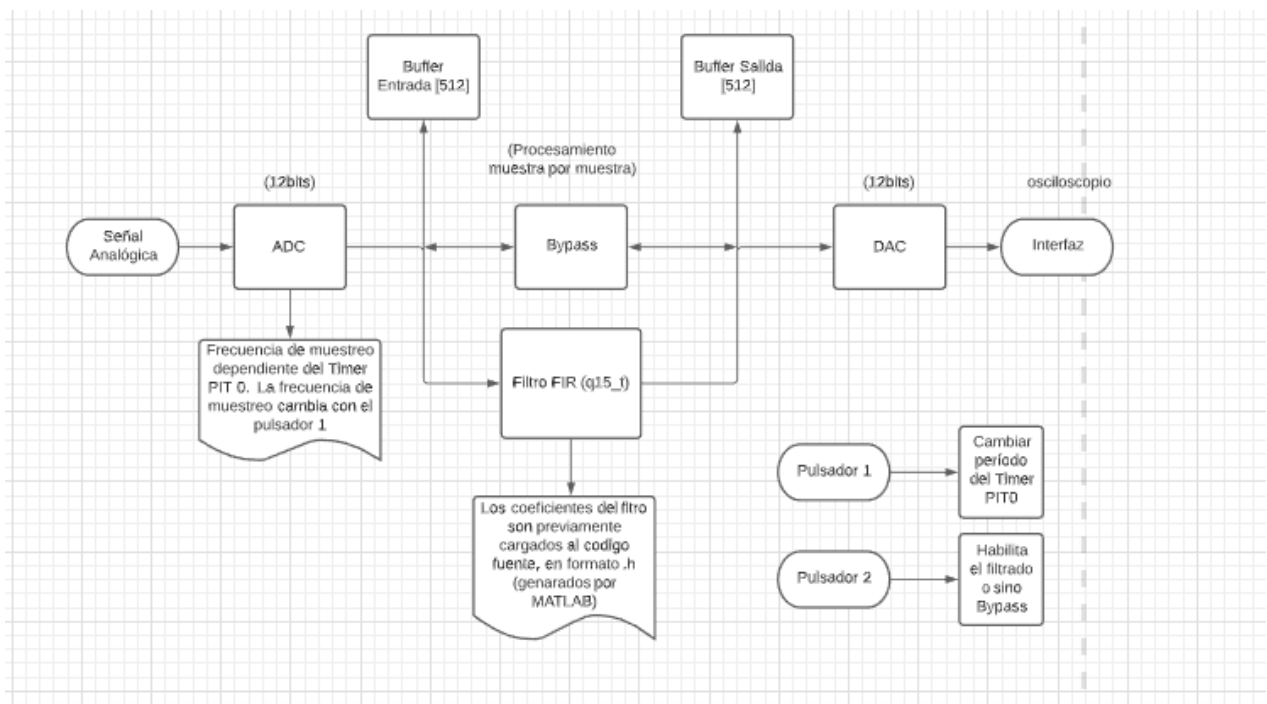 Buffer
Entrada [512]
Buffer Salida
[512]
(Procesamiento
muestra por muestra)
(12bits)
(12bits)
osciloscopio
Señal
Analógica
ADC
Bypass
DAC
Interfaz
Frecuencia de muestreo
dependiente del Timer
PIT 0. La frecuencia de
muestreo cambia con el
pulsador 1
Filtro FIR (q15_t)
Los coeficientes del fltro
son previamente
cargados al codigo
fuente, en formato .h
(genarados por
MATLAB)
Pulsador 1
Cambiar
período
del Timer
PIT0
Pulsador 2
Habilita
el filtrado
o sino
Bypass